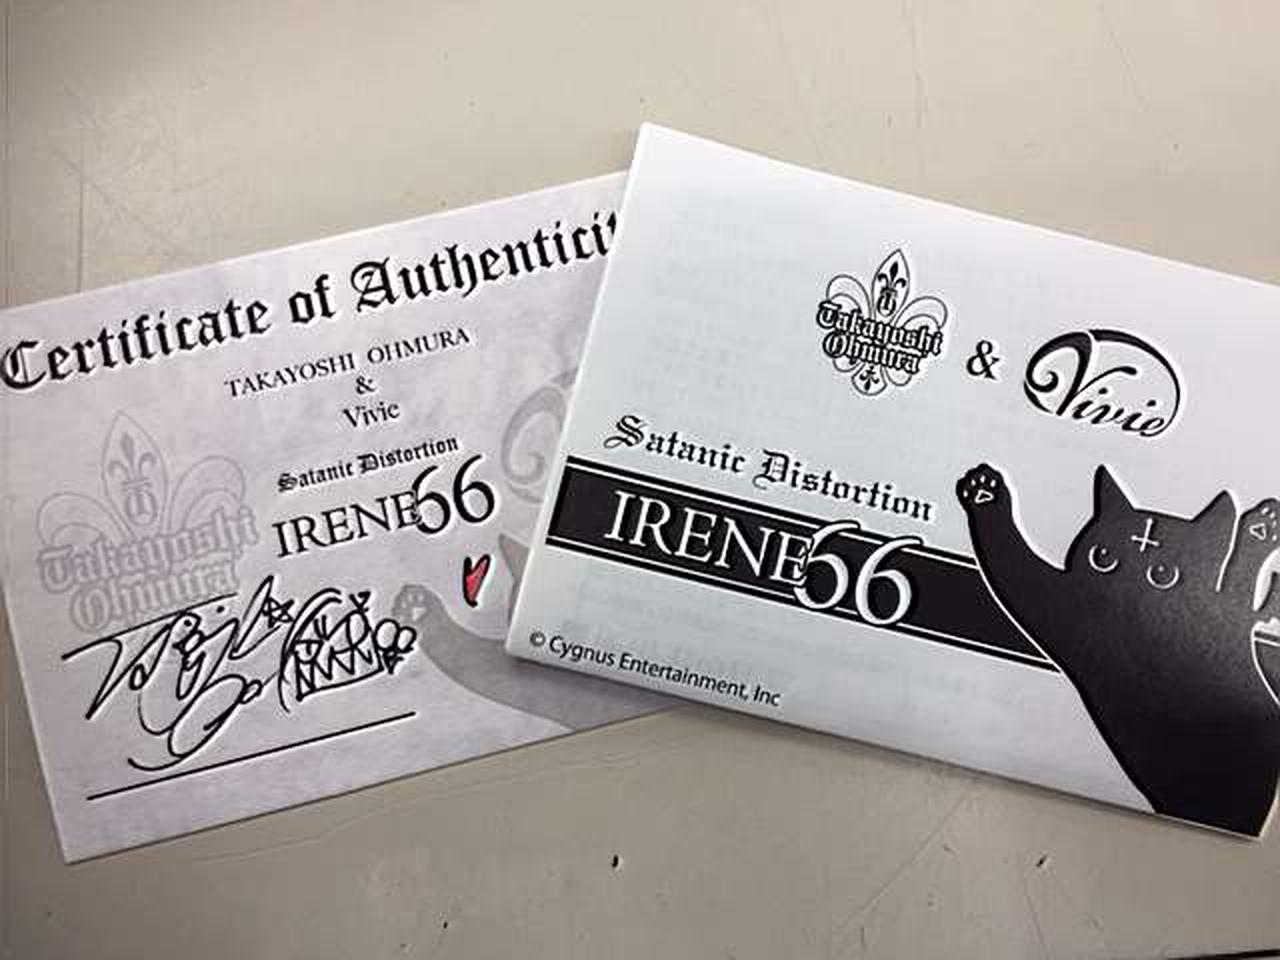 Certificate of Authentici
TAKAYOSHI OHMURA
&
Vivie
Satanic Distortion
IRENE66
Takayoshi
Ohmura
Takayoshi
Ohmura
&
Vivie
Satanic Distortion
IRENE66
© Cygnus Entertainment, Inc